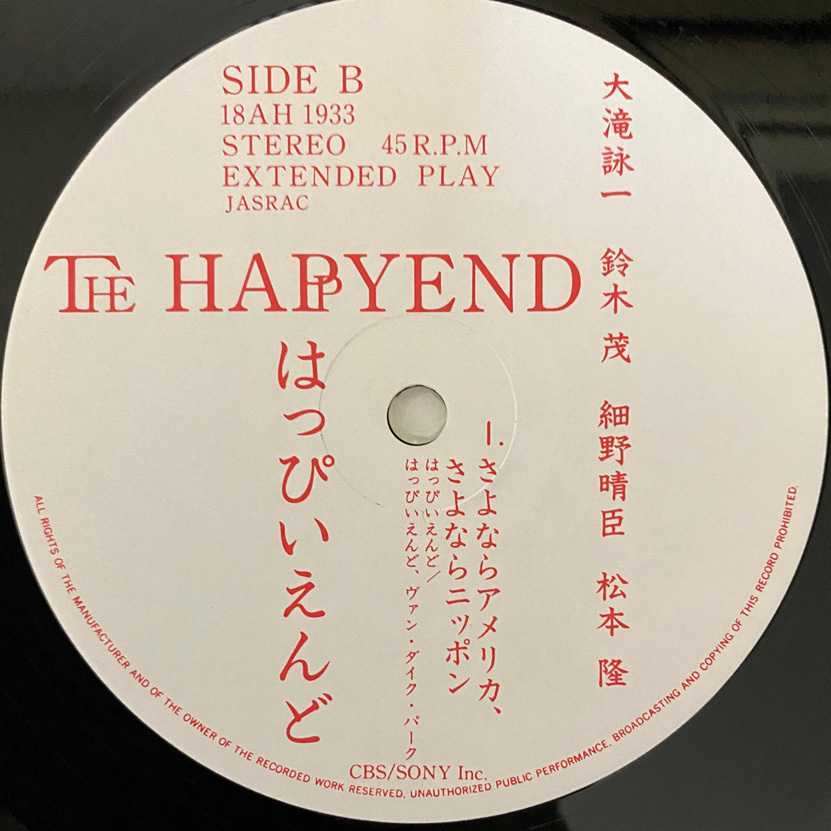 SIDE B
18AH 1933
STEREO 45 R.P.M
EXTENDED PLAY
JASRAC
THE HAPPYEND
大滝詠一 鈴木 茂 細野晴臣 松本 隆
1. さよならアメリカ、
さよならニッポン
はっぴいえんど/
はっぴいえんど、ヴァン・ダイク・パーク
はっぴいえんど
CBS/SONY Inc.
ALL RIGHTS OF THE MANUFACTURER AND OF THE OWNER OF THE RECORDED WORK RESERVED. UNAUTHORIZED PUBLIC PERFORMANCE, BROADCASTING AND COPYING OF THIS RECORD PROHIBITED.